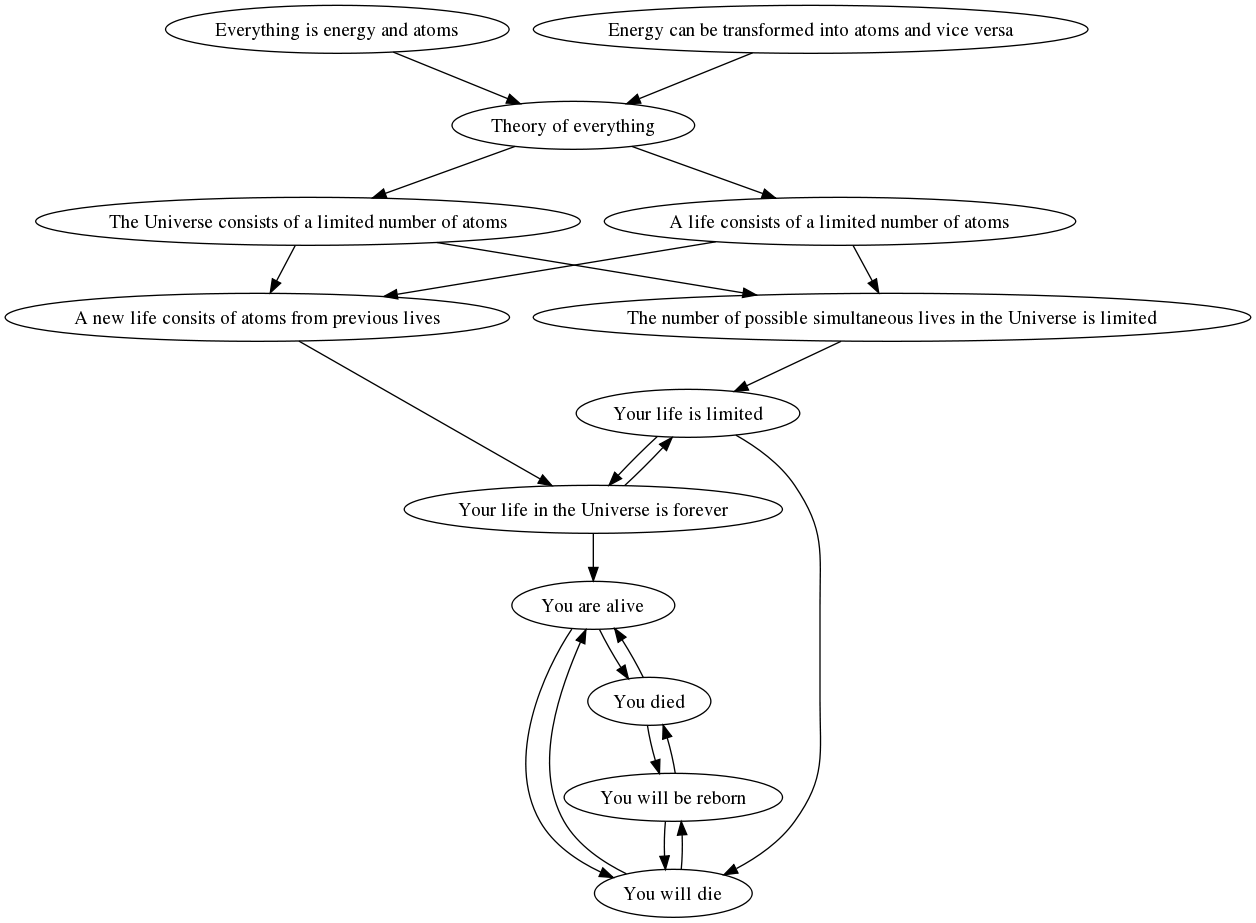 Everything is energy and atoms
Energy can be transformed into atoms and vice versa
Theory of everything
The Universe consists of a limited number of atoms
A life consists of a limited number of atoms
A new life consits of atoms from previous lives
The number of possible simultaneous lives in the Universe is limited
Your life is limited
Your life in the Universe is forever
You are alive
You died
You will be reborn
You will die